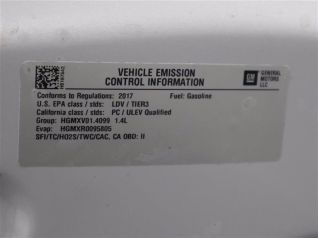 VEHICLE EMISSION
CONTROL INFORMATION
GM
GENERAL
MOTORS
LLC
Conforms to Regulations: 2017 Fuel: Gasoline
U.S. EPA class / stds: LDV / TIER3
California class / stds: PC / ULEV Qualified
Group: HGMXV01.4099 1.4L
Evap: HGMXR0095805
SFI/TC/HO2S/TWC/CAC, CA OBD: II